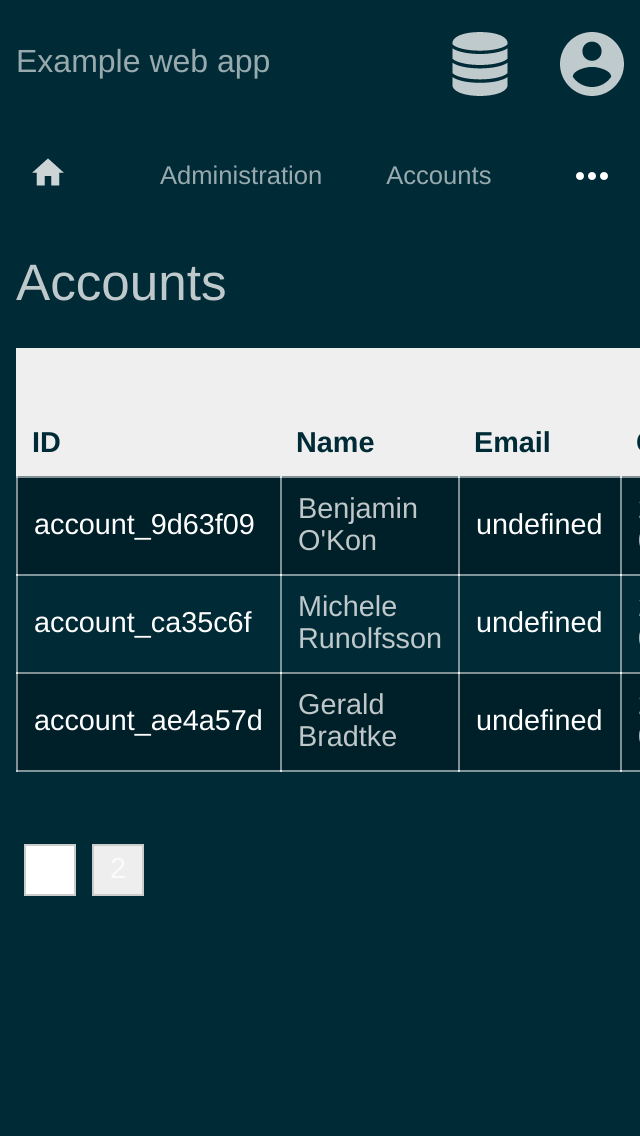 Example web app
Administration Accounts
Accounts
ID Name Email
account_9d63f09 Benjamin O'Kon undefined
account_ca35c6f Michele Runolfsson undefined
account_ae4a57d Gerald Bradtke undefined
2